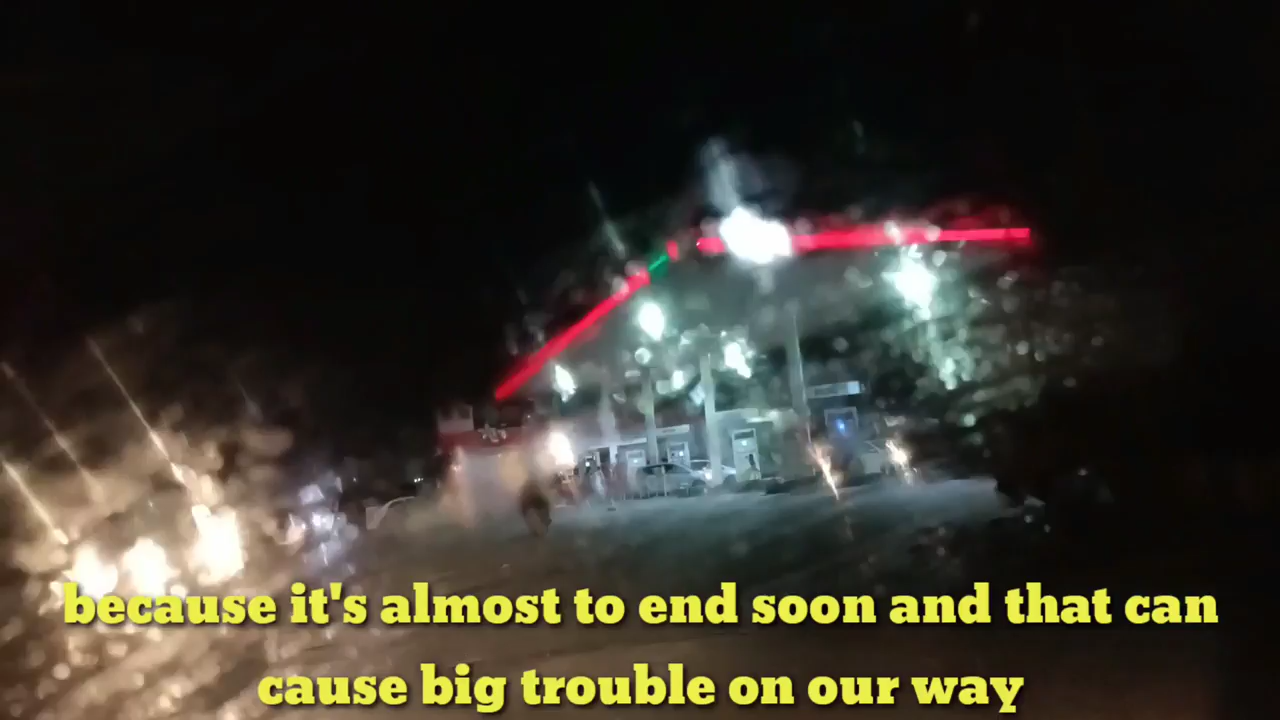 because it's almost to end soon and that can
cause big trouble on our way